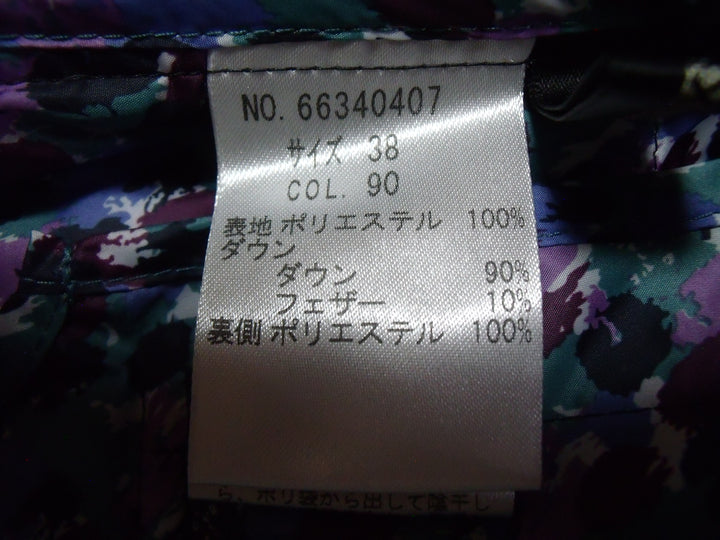 NO. 66340407
サイズ 38
COL. 90
表地 ポリエステル 100%
ダウン
ダウン 90%
フェザー 10%
裏側 ポリエステル 100%
ら、ポリ袋から出して陰干し